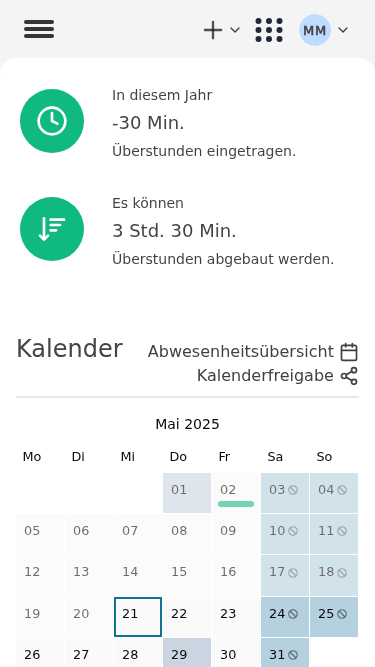 MM
In diesem Jahr
-30 Min.
Überstunden eingetragen.
Es können
3 Std. 30 Min.
Überstunden abgebaut werden.
Kalender
Abwesenheitsübersicht
Kalenderfreigabe
Mai 2025
Mo Di Mi Do Fr Sa So
01 02 03 04
05 06 07 08 09 10 11
12 13 14 15 16 17 18
19 20 21 22 23 24 25
26 27 28 29 30 31